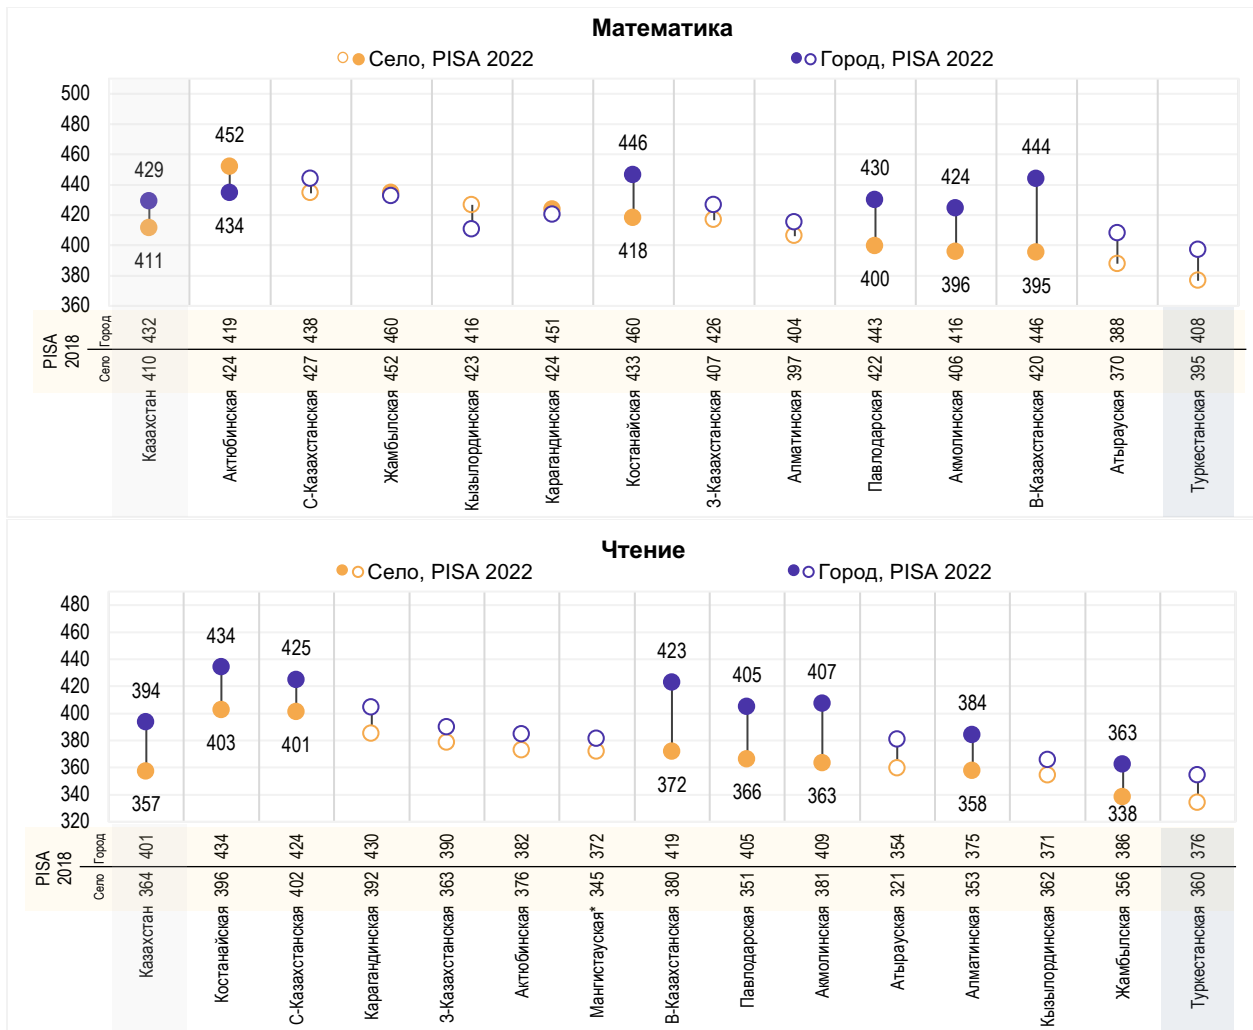 Математика
Село, PISA 2022
Город, PISA 2022
500
480
460
440
420
400
380
360
429
411
452
434
446
418
430
400
424
396
444
395
PISA 2018
Город 432 419 438 460 416 451 460 426 404 443 416 446 388 408
Село 410 424 427 452 423 424 433 407 397 422 406 420 370 395
Казахстан
Актюбинская
С-Казахстанская
Жамбылская
Кызылординская
Карагандинская
Костанайская
З-Казахстанская
Алматинская
Павлодарская
Акмолинская
В-Казахстанская
Атырауская
Туркестанская
Чтение
Село, PISA 2022
Город, PISA 2022
480
460
440
420
400
380
360
340
320
394
357
434
403
425
401
423
372
405
366
407
363
384
358
363
338
PISA 2018
Город 401 434 424 430 390 382 372 419 405 409 354 375 371 386 376
Село 364 396 402 392 363 376 345 380 351 381 321 353 362 356 360
Казахстан
Костанайская
С-Казахстанская
Карагандинская
З-Казахстанская
Актюбинская
Мангистауская*
В-Казахстанская
Павлодарская
Акмолинская
Атырауская
Алматинская
Кызылординская
Жамбылская
Туркестанская